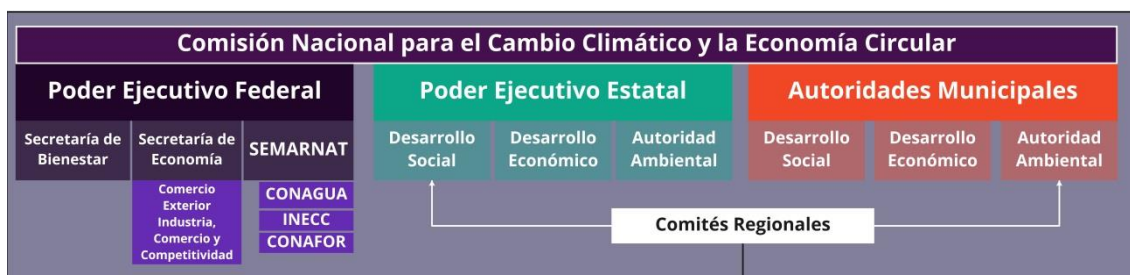 Comisión Nacional para el Cambio Climático y la Economía Circular
Poder Ejecutivo Federal
Secretaría de
Bienestar
Secretaría de
Economía
SEMARNAT
Comercio
Exterior
Industria,
Comercio y
Competitividad
CONAGUA
INECC
CONAFOR
Poder Ejecutivo Estatal
Desarrollo
Social
Desarrollo
Económico
Autoridad
Ambiental
Autoridades Municipales
Desarrollo
Social
Desarrollo
Económico
Autoridad
Ambiental
Comités Regionales